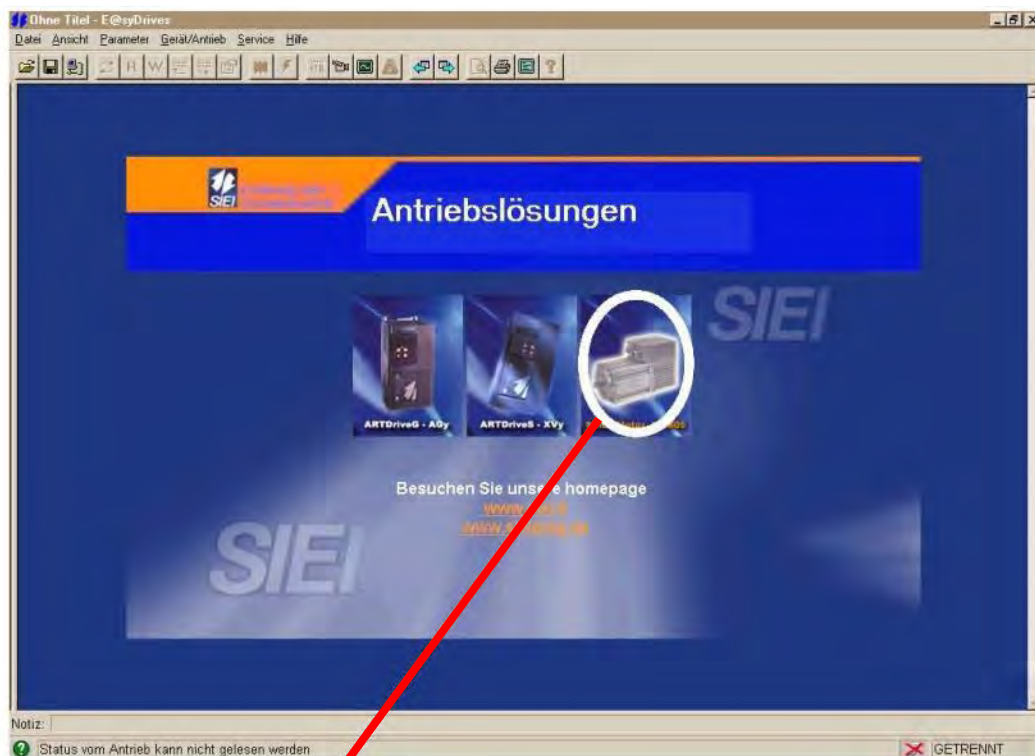 Ohne Titel - E@syDrives
Datei Ansicht Parameter Gerät/Antrieb Service Hilfe
SIEI
Antriebslösungen
SIEI
ARTDriveG - AGy ARTDriveS - XVy
Besuchen Sie unsere homepage
SIEI
Notiz:
Status vom Antrieb kann nicht gelesen werden GETRENNT